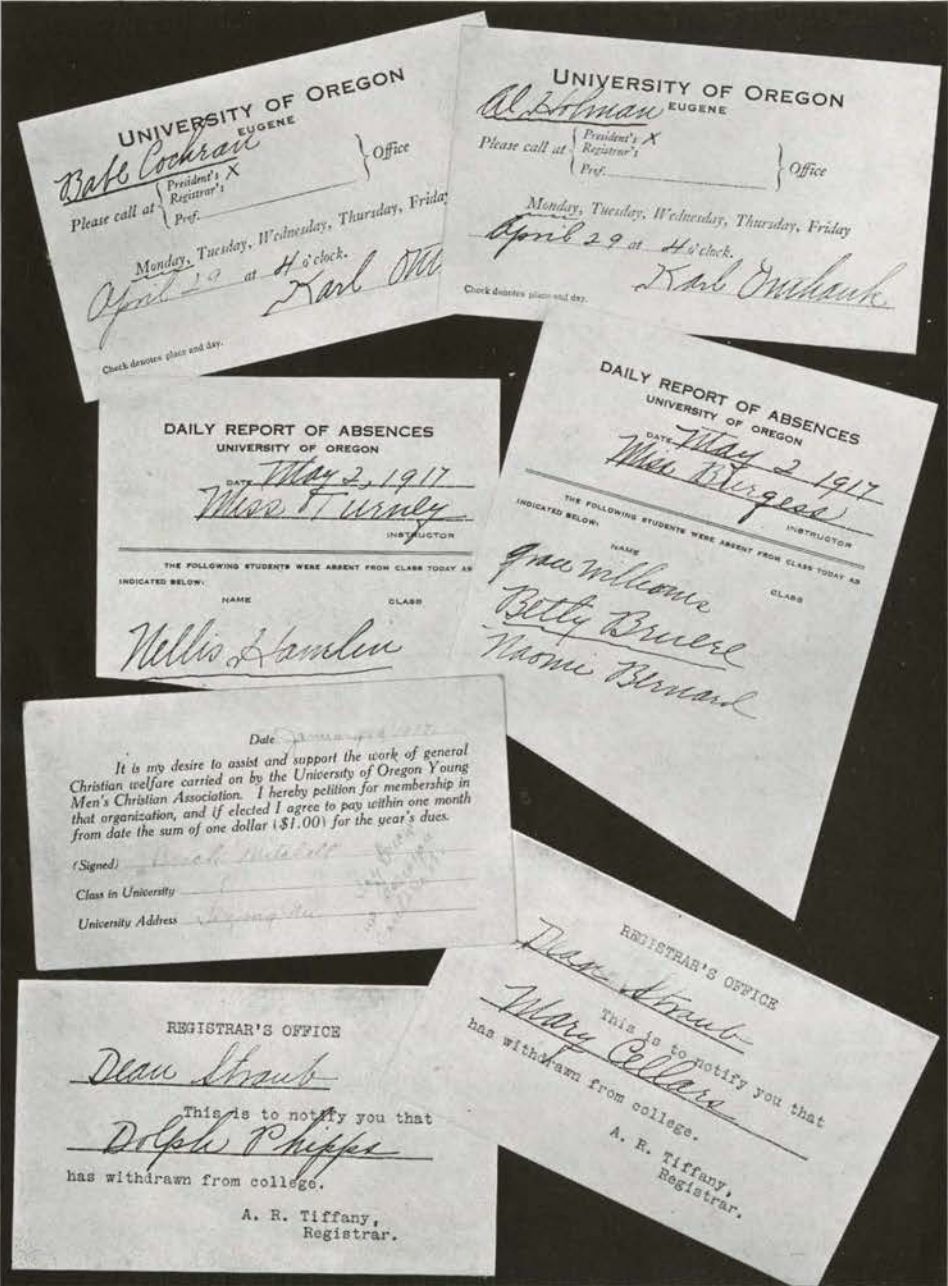 UNIVERSITY OF OREGON
EUGENE
Babe Cochran
Please call at { President's X
Registrar's
Prof. } Office
Monday, Tuesday, Wednesday, Thursday, Friday
April 29 at 4 o'clock.
Karl
Check denotes place and day.
UNIVERSITY OF OREGON
EUGENE
Al Holman
Please call at { President's X
Registrar's
Prof. } Office
Monday, Tuesday, Wednesday, Thursday, Friday
April 29 at 4 o'clock.
Karl Onthank
Check denotes place and day.
DAILY REPORT OF ABSENCES
UNIVERSITY OF OREGON
DATE May 2, 1917
Miss Turney
INSTRUCTOR
THE FOLLOWING STUDENTS WERE ABSENT FROM CLASS TODAY AS
INDICATED BELOW:
NAME CLASS
Nellis Hamlin
DAILY REPORT OF ABSENCES
UNIVERSITY OF OREGON
DATE May 2 1917
Miss Burgess
INSTRUCTOR
THE FOLLOWING STUDENTS WERE ABSENT FROM CLASS TODAY AS
INDICATED BELOW:
NAME CLASS
Grace Williams
Betty Bruere
Naomi Bernard
Date
It is my desire to assist and support the work of general
Christian welfare carried on by the University of Oregon Young
Men's Christian Association. I hereby petition for membership in
that organization, and if elected I agree to pay within one month
from date the sum of one dollar ($1.00) for the year's dues.
(Signed) Mitchell
Class in University
University Address
REGISTRAR'S OFFICE
Dean Straub
This is to notify you that
Mary Cellars
has withdrawn from college.
A. R. Tiffany,
Registrar.
REGISTRAR'S OFFICE
Dean Straub
This is to notify you that
Dolph Phipps
has withdrawn from college.
A. R. Tiffany,
Registrar.